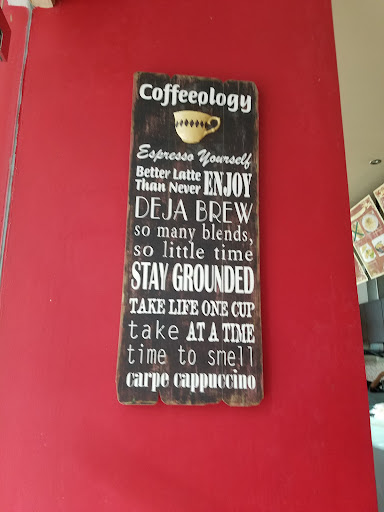 Coffeeology
Espresso Yourself
Better Latte
Than Never ENJOY
DEJA BREW
so many blends,
so little time
STAY GROUNDED
TAKE LIFE ONE CUP
take AT A TIME
time to smell
carpe cappuccino